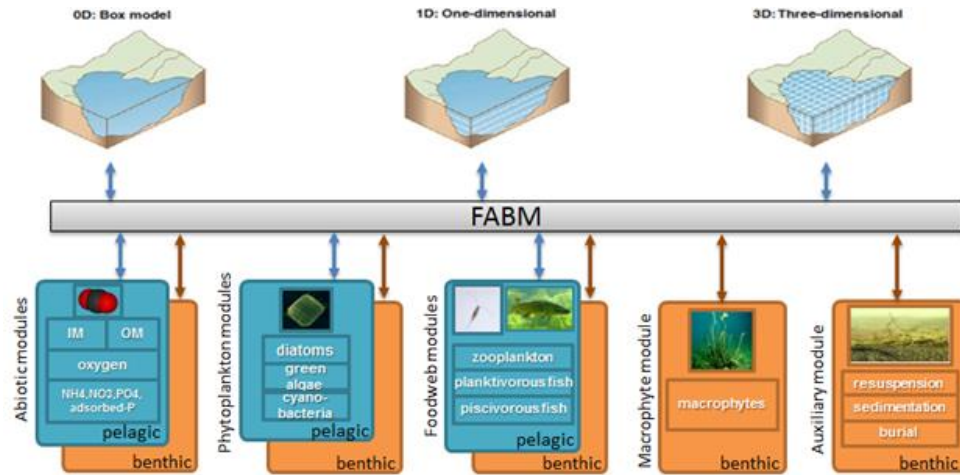 0D: Box model
1D: One-dimensional
3D: Three-dimensional
FABM
Abiotic modules
IM
OM
oxygen
NH4,NO3,PO4,
adsorbed-P
pelagic
benthic
Phytoplankton modules
diatoms
green
algae
cyano-
bacteria
pelagic
benthic
Foodweb modules
zooplankton
planktivorous fish
piscivorous fish
pelagic
benthic
Macrophyte module
macrophytes
benthic
Auxiliary module
resuspension
sedimentation
burial
benthic